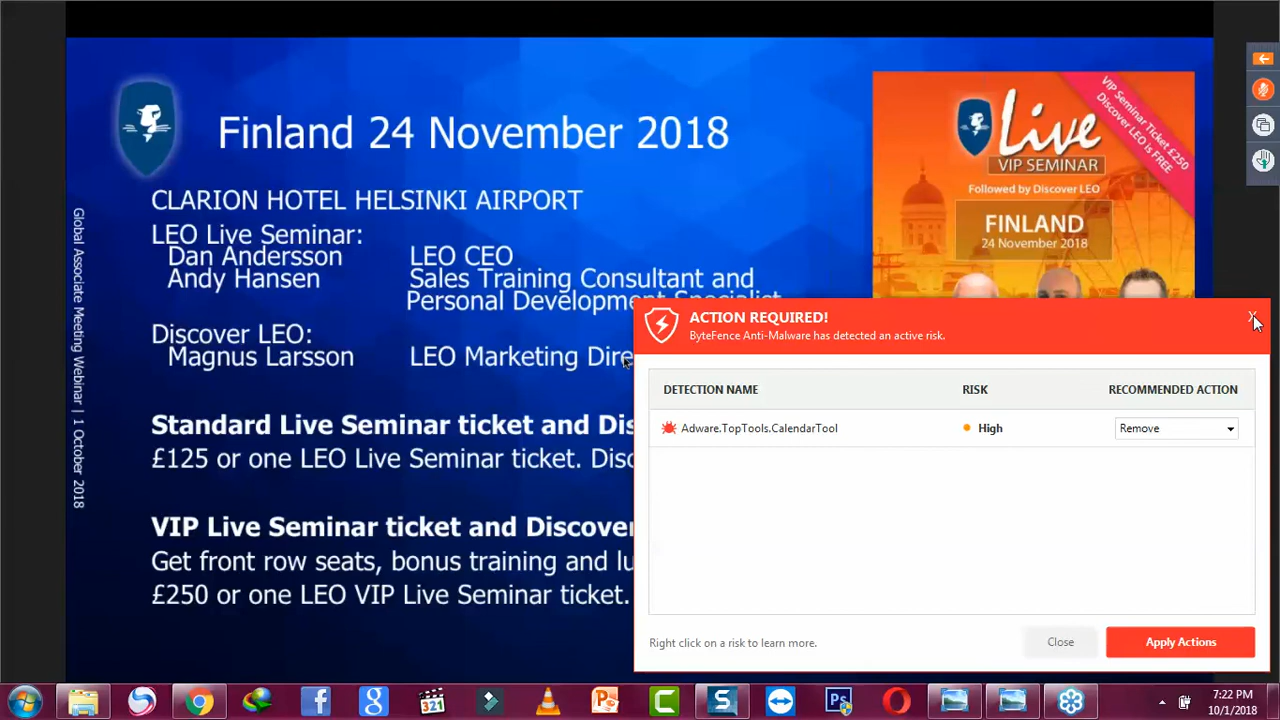 Finland 24 November 2018
CLARION HOTEL HELSINKI AIRPORT
LEO Live Seminar:
Dan Andersson LEO CEO
Andy Hansen Sales Training Consultant and
Personal Development Specialist
Discover LEO:
Magnus Larsson LEO Marketing Dire
Standard Live Seminar ticket and Dis
£125 or one LEO Live Seminar ticket. Disc
VIP Live Seminar ticket and Discover
Get front row seats, bonus training and lu
£250 or one LEO VIP Live Seminar ticket.
Global Associate Meeting Webinar | 1 October 2018
VIP Seminar Ticket £250
Discover LEO is FREE
Live
VIP SEMINAR
Followed by Discover LEO
FINLAND
24 November 2018
ACTION REQUIRED!
ByteFence Anti-Malware has detected an active risk.
X
DETECTION NAME RISK RECOMMENDED ACTION
Adware.TopTools.CalendarTool High Remove
Right click on a risk to learn more.
Close Apply Actions
7:22 PM
10/1/2018